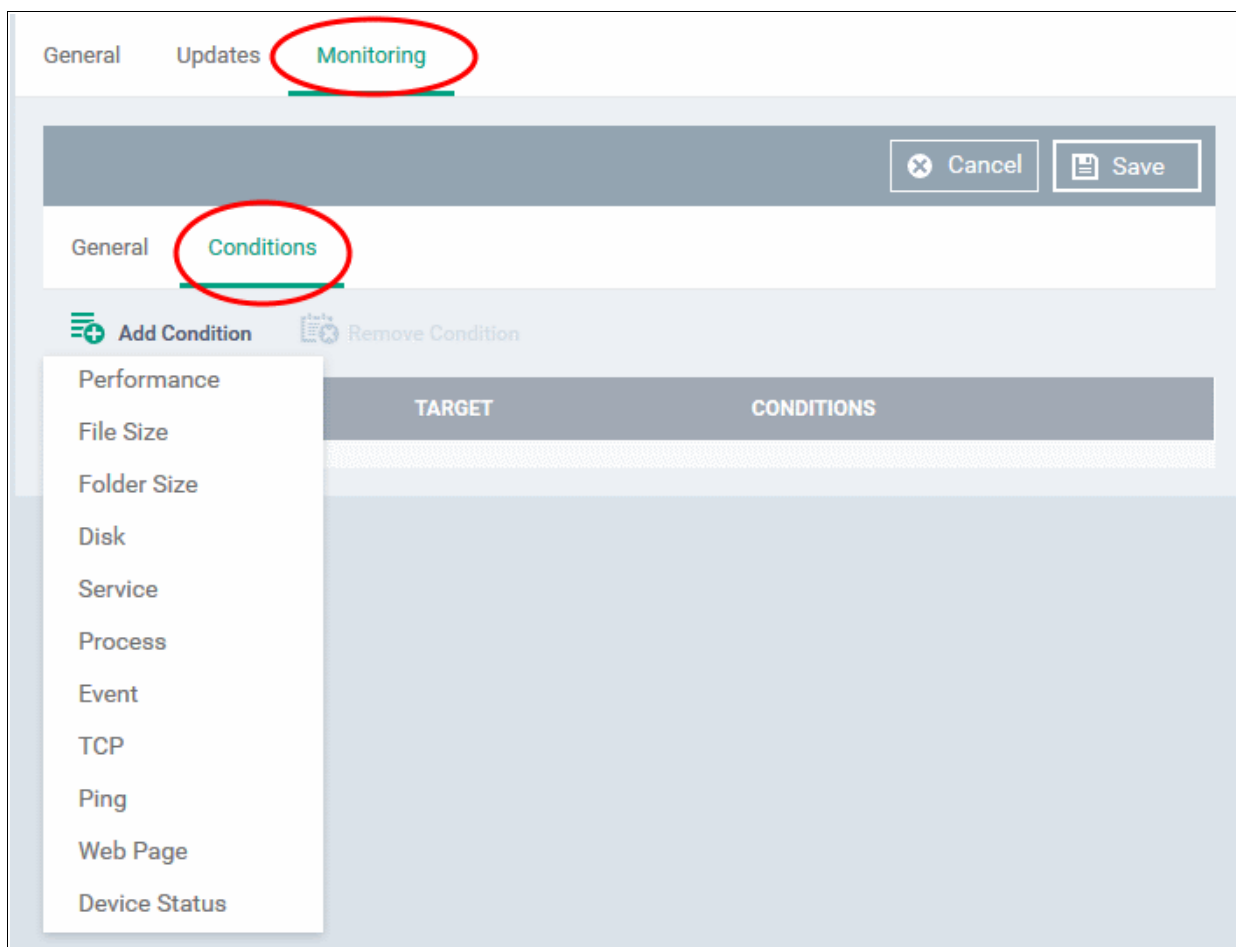 General Updates Monitoring
Cancel Save
General Conditions
Add Condition Remove Condition
Performance
TARGET CONDITIONS
File Size
Folder Size
Disk
Service
Process
Event
TCP
Ping
Web Page
Device Status